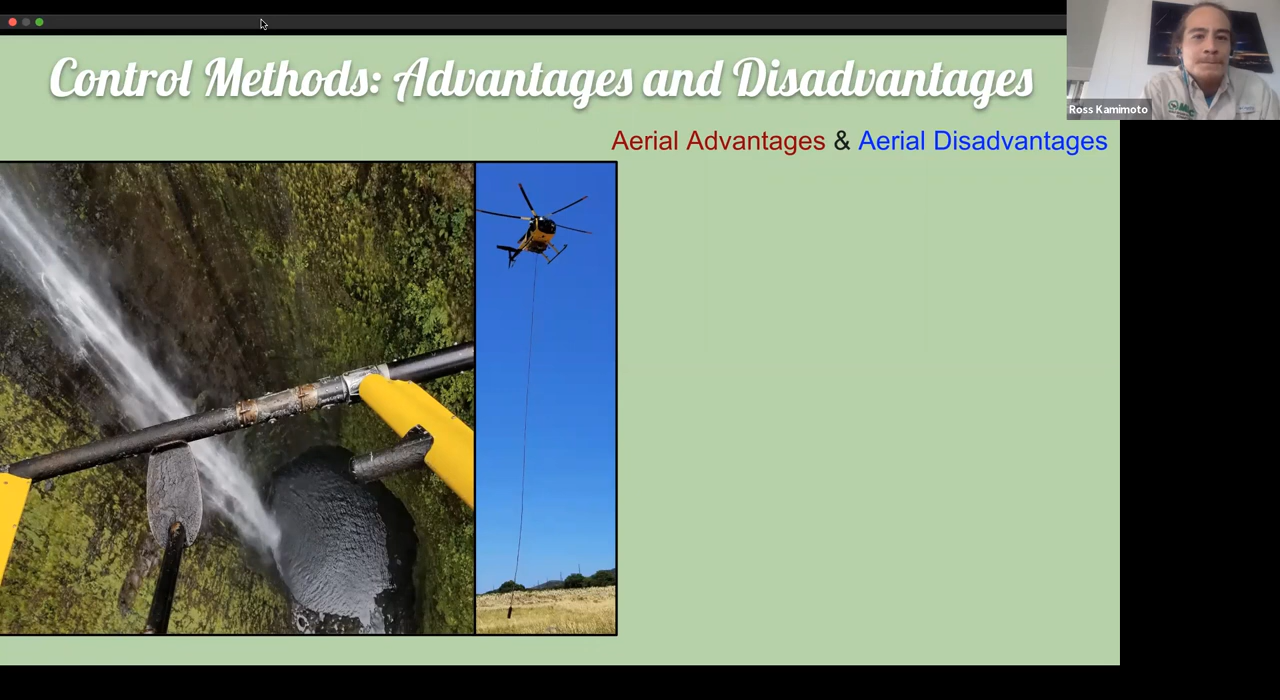 Control Methods: Advantages and Disadvantages
Ross Kamimoto
Aerial Advantages & Aerial Disadvantages